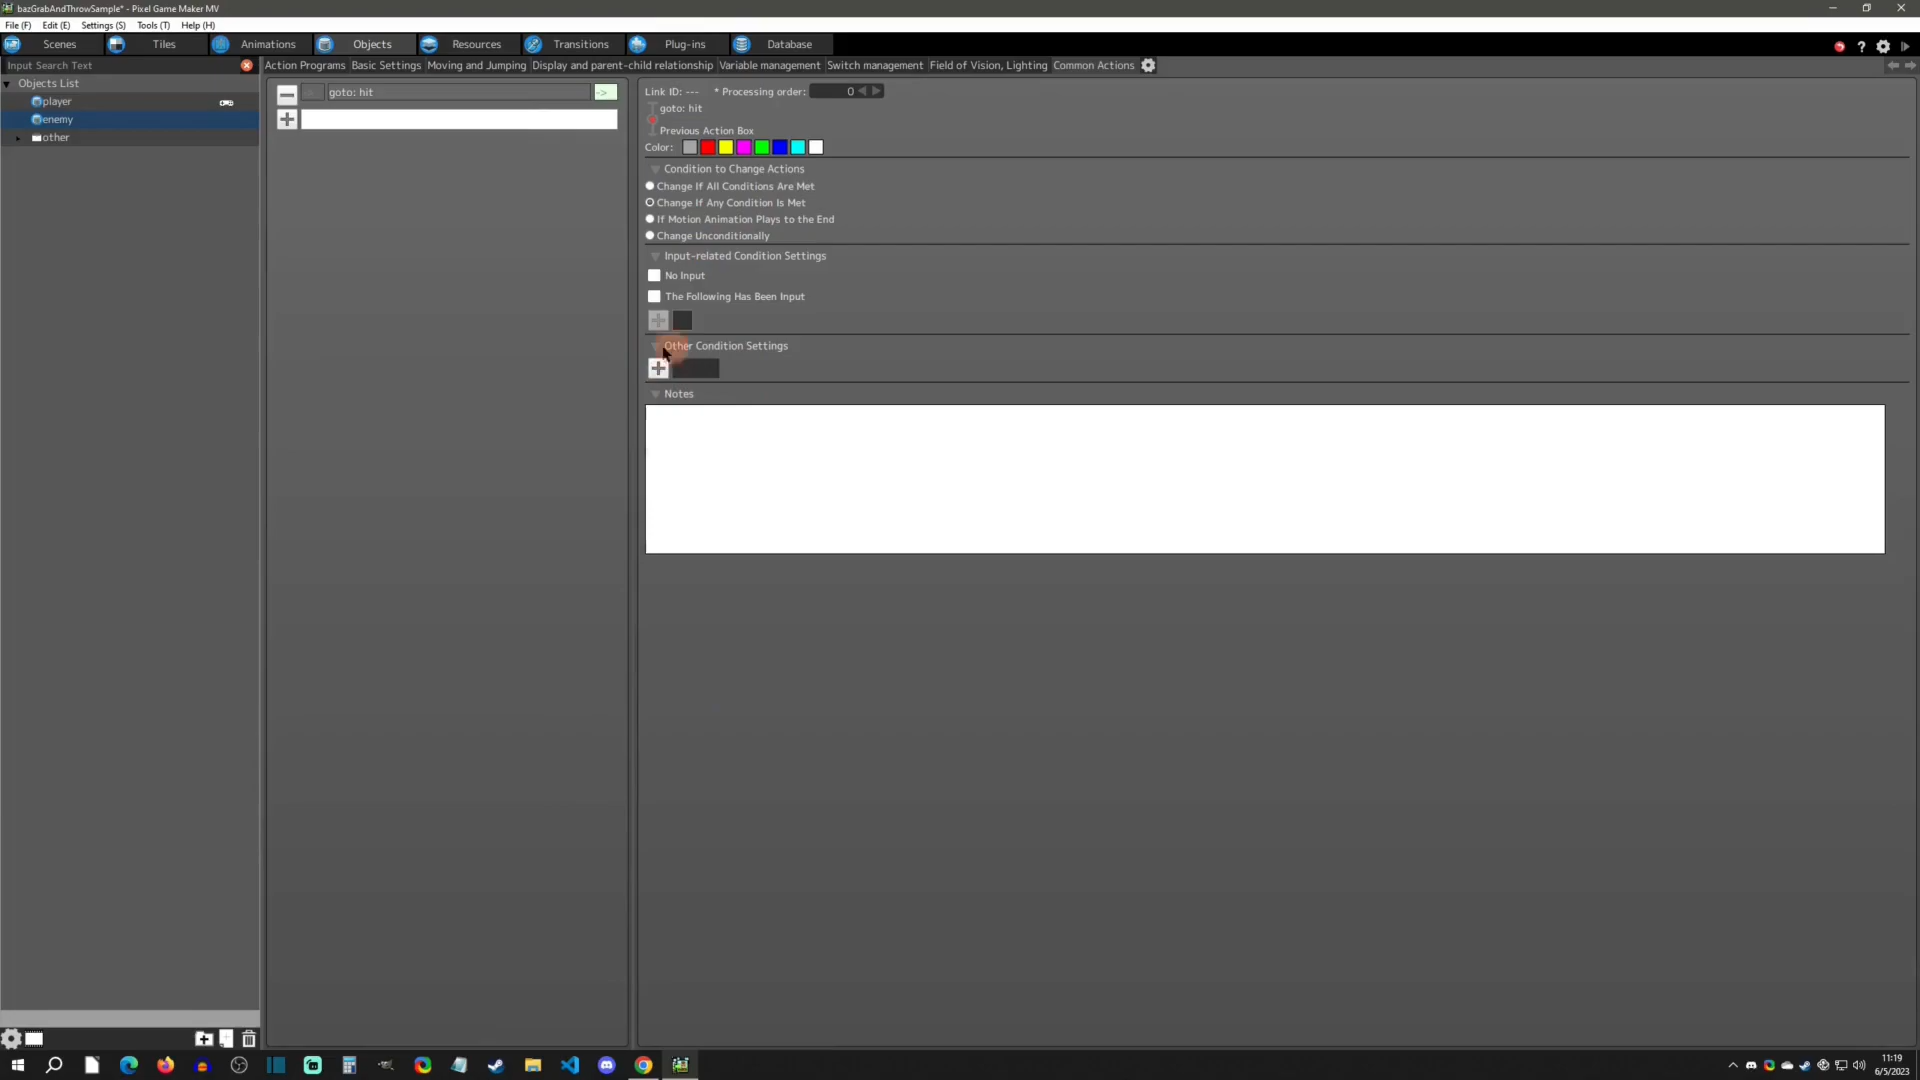 bazGrabAndThrowSample* - Pixel Game Maker MV
File (F) Edit (E) Settings (S) Tools (T) Help (H)
Scenes Tiles Animations Objects Resources Transitions Plug-ins Database
Input Search Text
Action Programs Basic Settings Moving and Jumping Display and parent-child relationship Variable management Switch management Field of Vision, Lighting Common Actions
Objects List
player
enemy
other
goto: hit ->
Link ID: --- * Processing order: 0
goto: hit
Previous Action Box
Color:
Condition to Change Actions
Change If All Conditions Are Met
Change If Any Condition Is Met
If Motion Animation Plays to the End
Change Unconditionally
Input-related Condition Settings
No Input
The Following Has Been Input
Other Condition Settings
Notes
11:19
6/5/2023